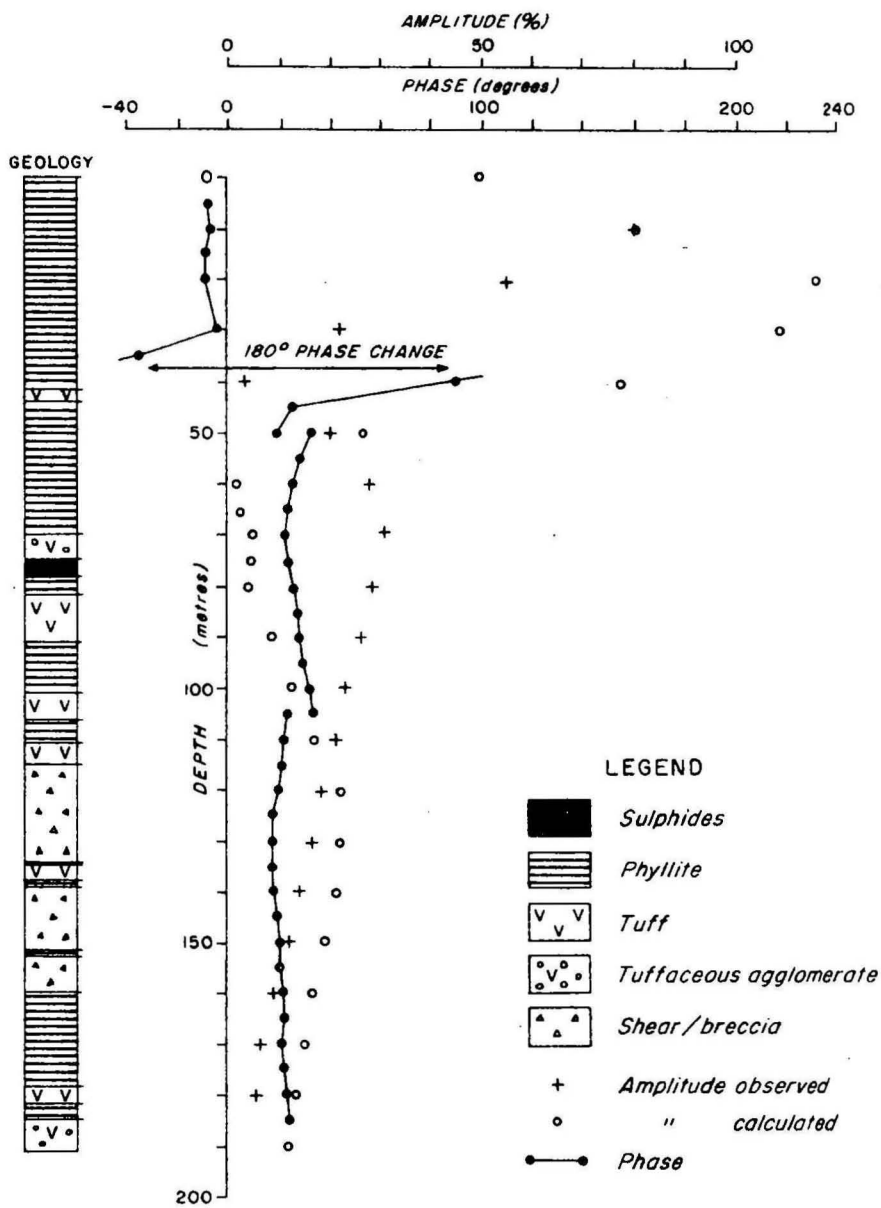 AMPLITUDE (%)
0 50 100
PHASE (degrees)
-40 0 100 200 240
GEOLOGY
0
180° PHASE CHANGE
50
(metres)
100
DEPTH
150
200
LEGEND
Sulphides
Phyllite
Tuff
Tuffaceous agglomerate
Shear/breccia
Amplitude observed
" calculated
Phase